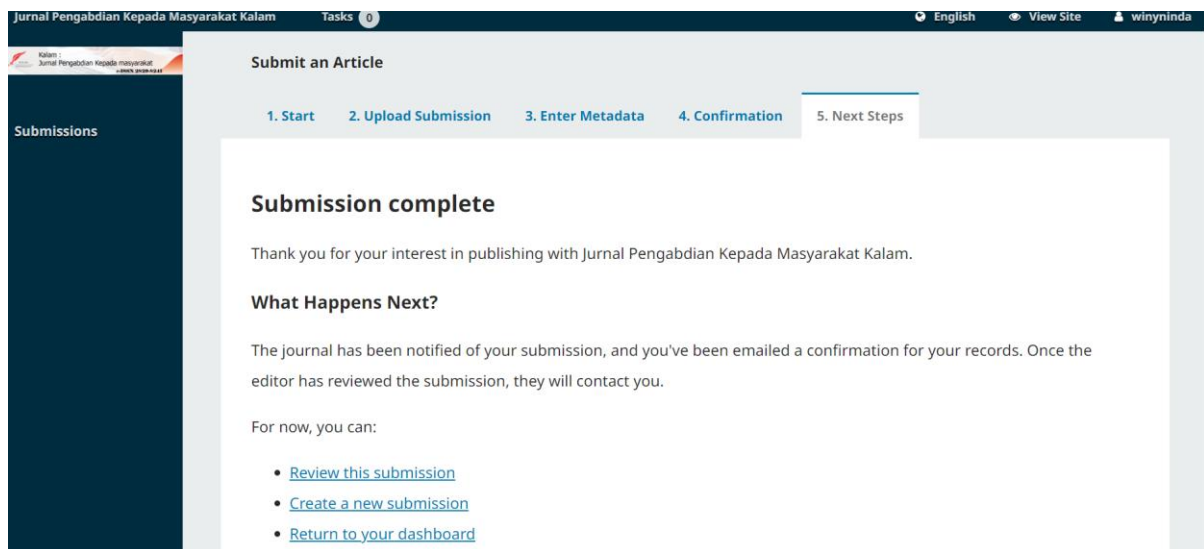 Jurnal Pengabdian Kepada Masyarakat Kalam Tasks 0 English View Site winyninda
Kalam :
Jurnal Pengabdian Kepada masyarakat
Submit an Article
Submissions
1. Start 2. Upload Submission 3. Enter Metadata 4. Confirmation 5. Next Steps
Submission complete
Thank you for your interest in publishing with Jurnal Pengabdian Kepada Masyarakat Kalam.
What Happens Next?
The journal has been notified of your submission, and you've been emailed a confirmation for your records. Once the
editor has reviewed the submission, they will contact you.
For now, you can:
• Review this submission
• Create a new submission
• Return to your dashboard